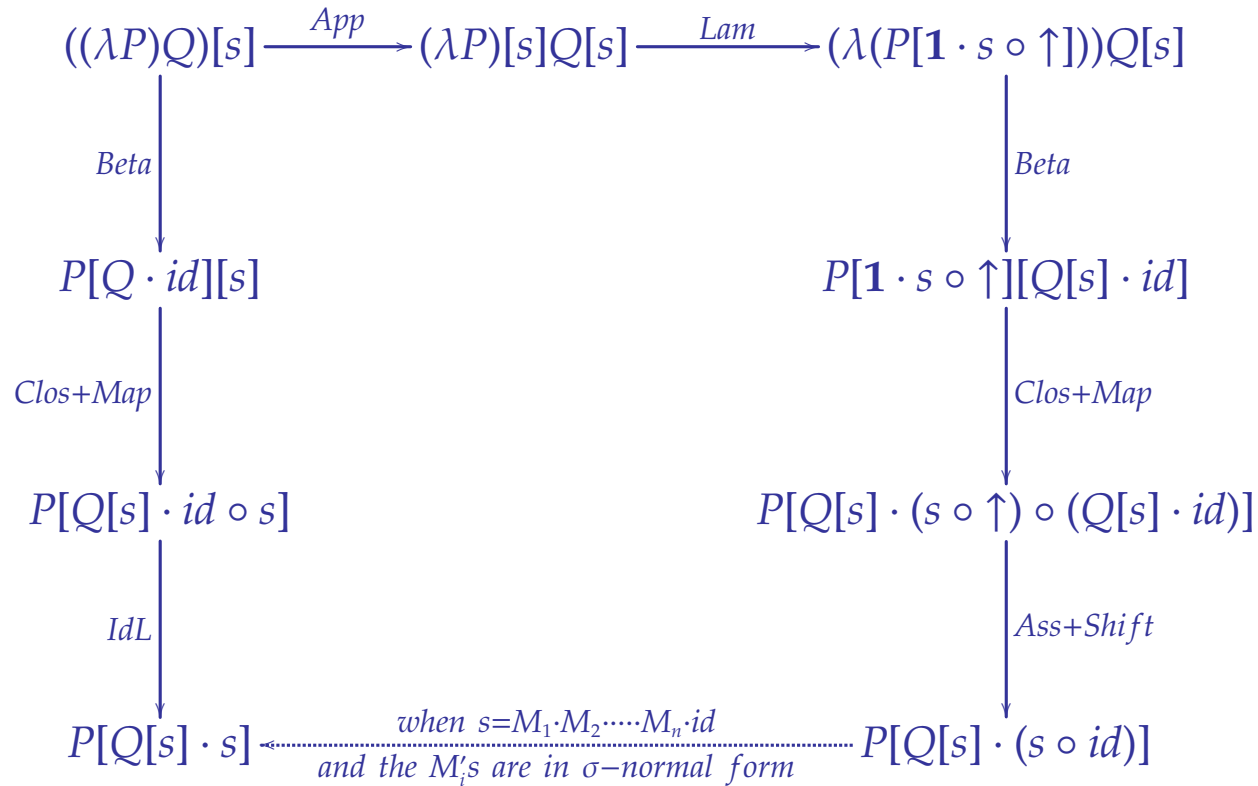 ((λP)Q)[s] App (λP)[s]Q[s] Lam (λ(P[1 · s ∘ ↑]))Q[s]
Beta Beta
P[Q · id][s] P[1 · s ∘ ↑][Q[s] · id]
Clos+Map Clos+Map
P[Q[s] · id ∘ s] P[Q[s] · (s ∘ ↑) ∘ (Q[s] · id)]
IdL Ass+Shift
when s=M₁·M₂·····Mₙ·id
P[Q[s] · s] P[Q[s] · (s ∘ id)]
and the M′ᵢs are in σ−normal form